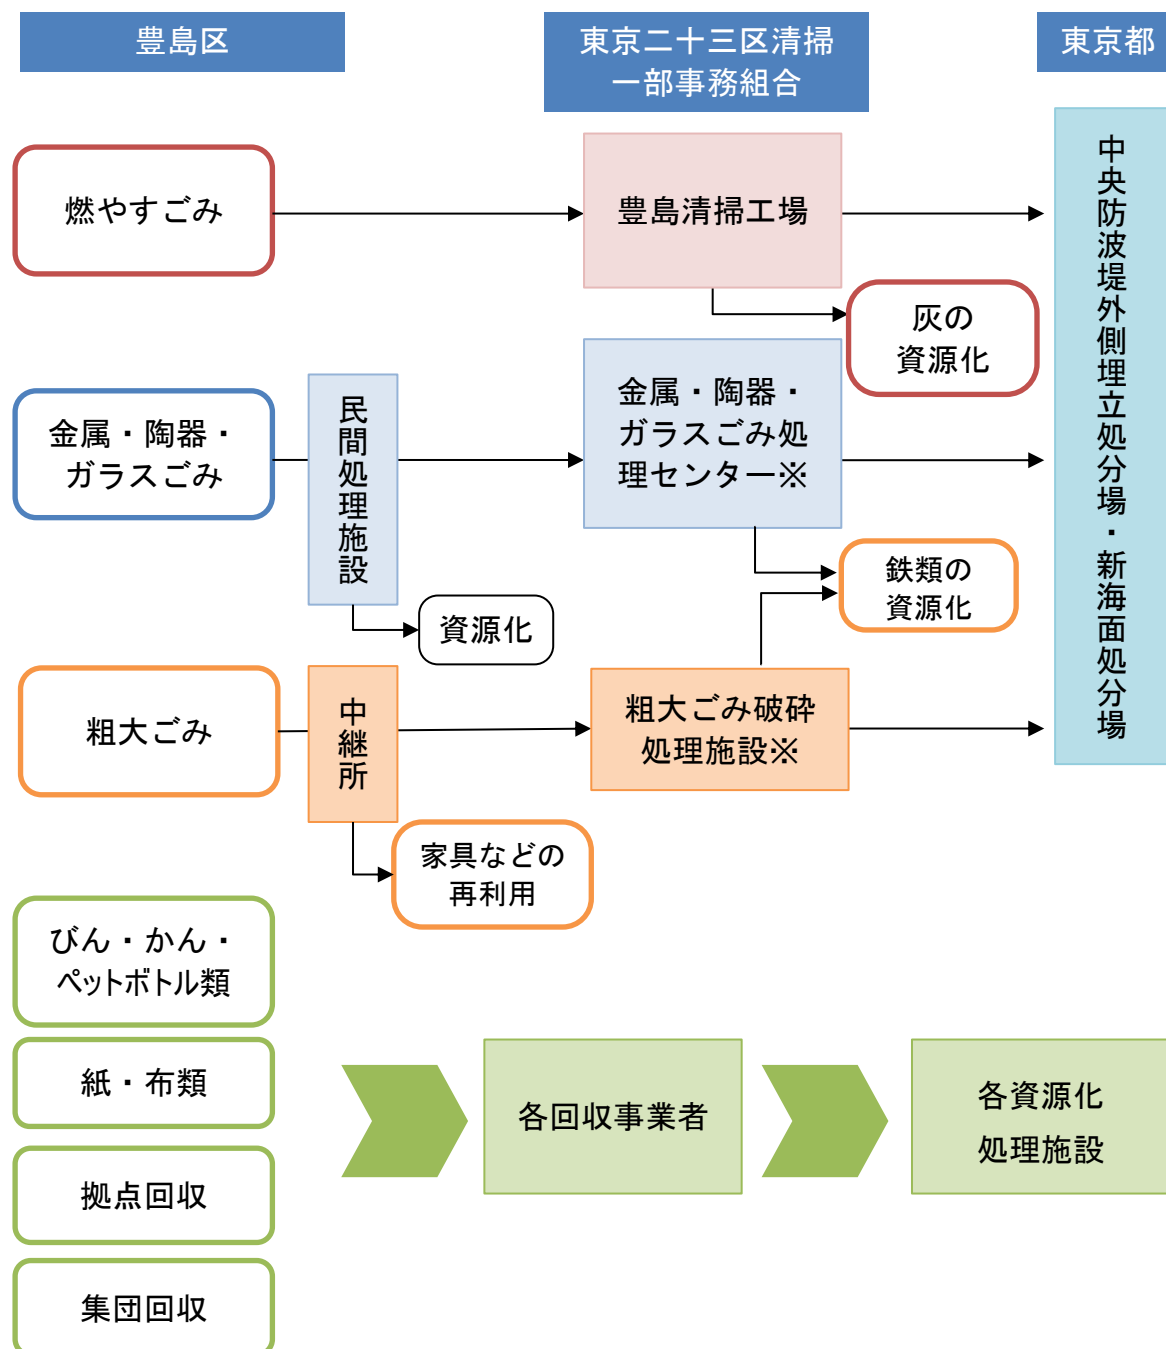 豊島区
東京二十三区清掃
一部事務組合
東京都
燃やすごみ
豊島清掃工場
中央防波堤外側埋立処分場・新海面処分場
灰の
資源化
金属・陶器・
ガラスごみ
民間処理施設
金属・陶器・
ガラスごみ処
理センター※
鉄類の
資源化
資源化
粗大ごみ
中継所
粗大ごみ破砕
処理施設※
家具などの
再利用
びん・かん・
ペットボトル類
紙・布類
拠点回収
集団回収
各回収事業者
各資源化
処理施設